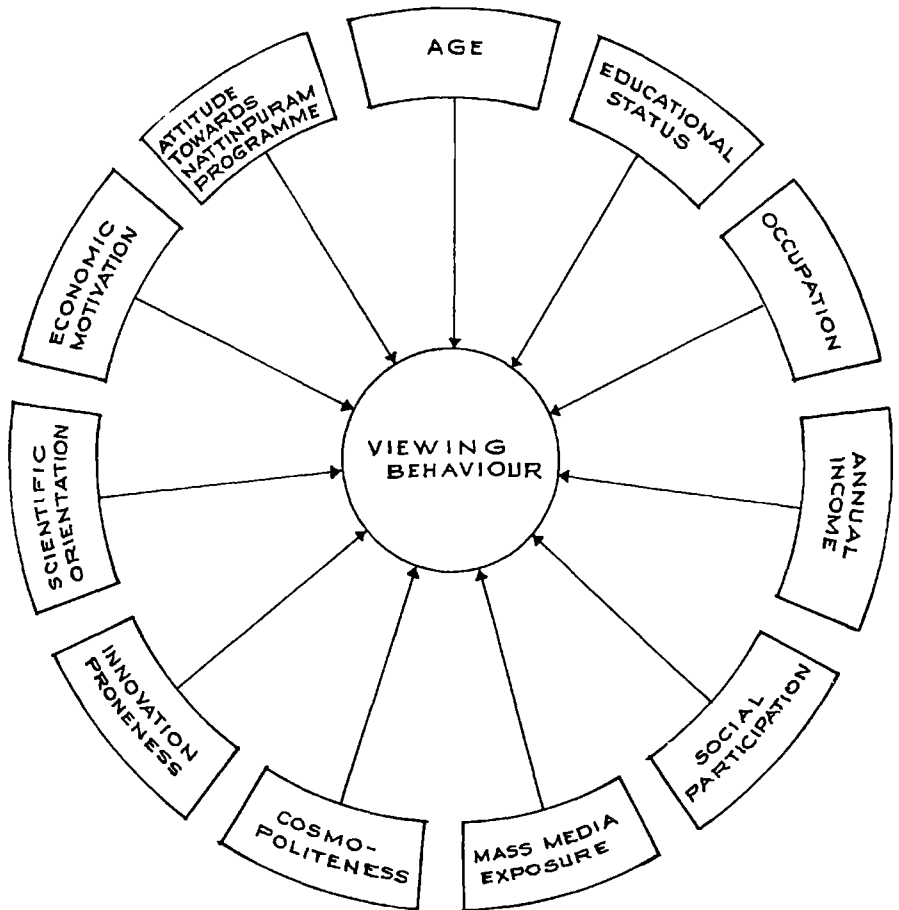 AGE
EDUCATIONAL
STATUS
OCCUPATION
ANNUAL
INCOME
SOCIAL
PARTICIPATION
MASS MEDIA
EXPOSURE
COSMO-
POLITENESS
INNOVATION
PRONENESS
SCIENTIFIC
ORIENTATION
ECONOMIC
MOTIVATION
ATTITUDE
TOWARDS
NATTINPURAM
PROGRAMME
VIEWING
BEHAVIOUR